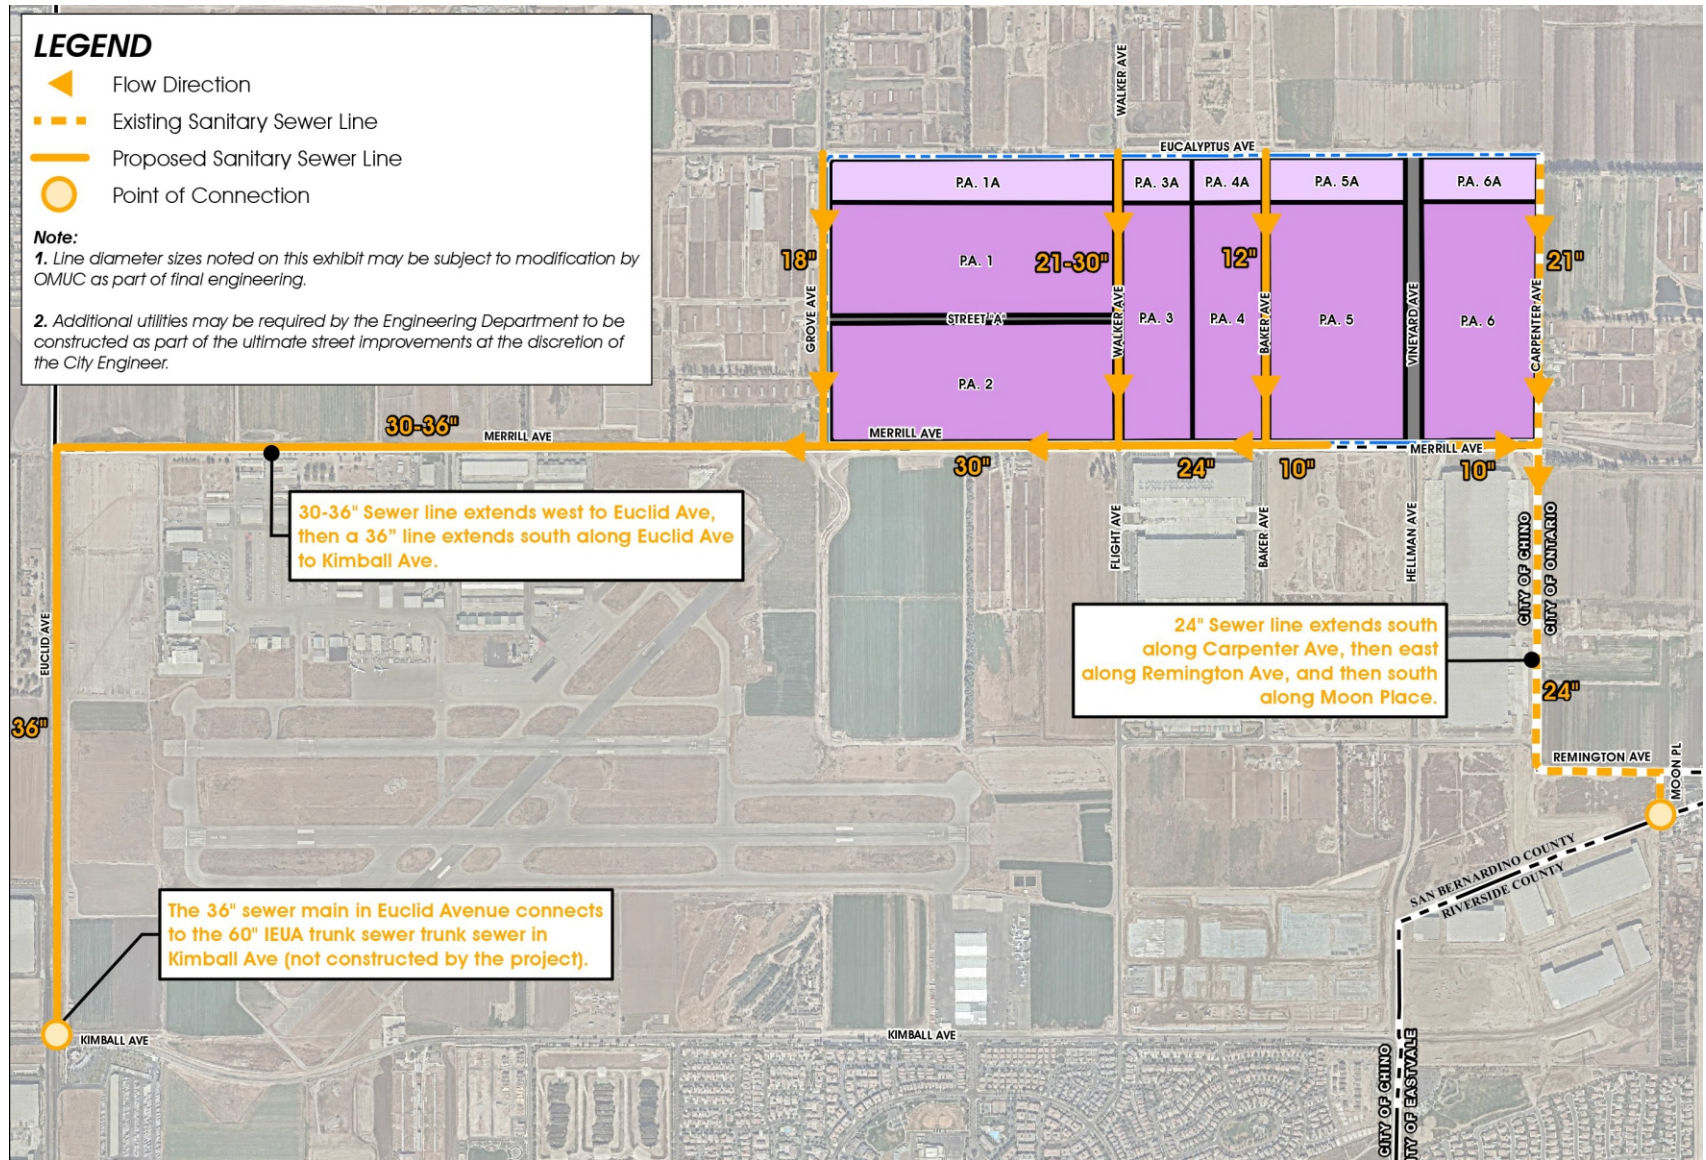 LEGEND
Flow Direction
Existing Sanitary Sewer Line
Proposed Sanitary Sewer Line
Point of Connection
Note:
1. Line diameter sizes noted on this exhibit may be subject to modification by
OMUC as part of final engineering.
2. Additional utilities may be required by the Engineering Department to be
constructed as part of the ultimate street improvements at the discretion of
the City Engineer.
WALKER AVE
EUCALYPTUS AVE
P.A. 1A
P.A. 3A
P.A. 4A
P.A. 5A
P.A. 6A
18"
P.A. 1
21-30"
12"
21"
GROVE AVE
STREET "A"
WALKER AVE
P.A. 3
P.A. 4
BAKER AVE
P.A. 5
VINEYARD AVE
P.A. 6
CARPENTER AVE
P.A. 2
30-36"
MERRILL AVE
MERRILL AVE
MERRILL AVE
30"
24"
10"
10"
30-36" Sewer line extends west to Euclid Ave,
then a 36" line extends south along Euclid Ave
to Kimball Ave.
FLIGHT AVE
BAKER AVE
HELLMAN AVE
CITY OF CHINO
CITY OF ONTARIO
EUCLID AVE
24" Sewer line extends south
along Carpenter Ave, then east
along Remington Ave, and then south
along Moon Place.
24"
36"
REMINGTON AVE
MOON PL
SAN BERNARDINO COUNTY
RIVERSIDE COUNTY
The 36" sewer main in Euclid Avenue connects
to the 60" IEUA trunk sewer trunk sewer in
Kimball Ave (not constructed by the project).
KIMBALL AVE
KIMBALL AVE
CITY OF CHINO
ITY OF EASTVALE